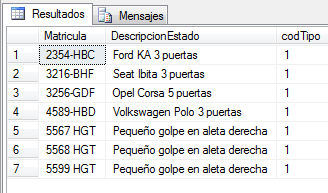 Resultados Mensajes
Matricula DescripcionEstado codTipo
1 2354-HBC Ford KA 3 puertas 1
2 3216-BHF Seat Ibita 3 puertas 1
3 3256-GDF Opel Corsa 5 puertas 1
4 4589-HBD Volkswagen Polo 3 puertas 1
5 5567 HGT Pequeño golpe en aleta derecha 1
6 5568 HGT Pequeño golpe en aleta derecha 1
7 5599 HGT Pequeño golpe en aleta derecha 1